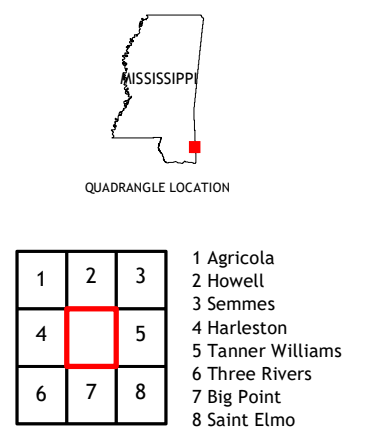 MISSISSIPPI
QUADRANGLE LOCATION
1 2 3
4 5
6 7 8
1 Agricola
2 Howell
3 Semmes
4 Harleston
5 Tanner Williams
6 Three Rivers
7 Big Point
8 Saint Elmo